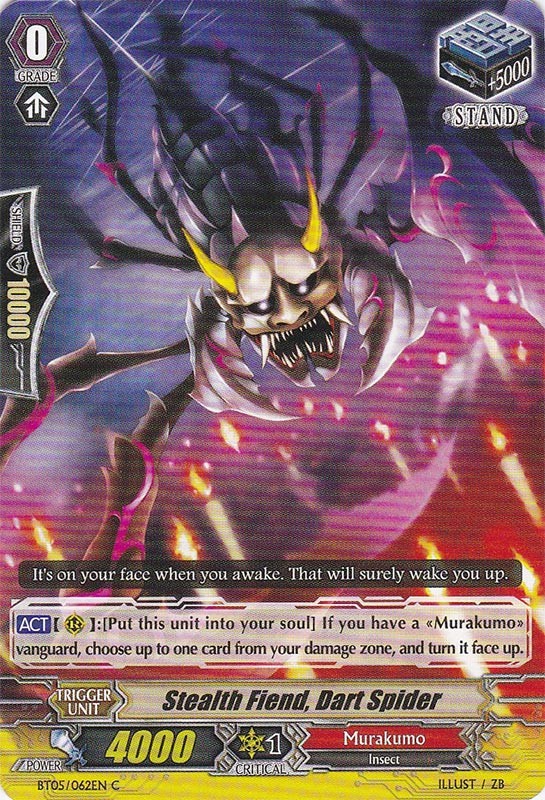 0
GRADE
+5000
STAND
SHIELD
10000
It's on your face when you awake. That will surely wake you up.
ACT【R】:[Put this unit into your soul] If you have a «Murakumo»
vanguard, choose up to one card from your damage zone, and turn it face up.
TRIGGER
UNIT
Stealth Fiend, Dart Spider
POWER
4000
1
CRITICAL
Murakumo
Insect
BT05/062EN C
ILLUST / ZB